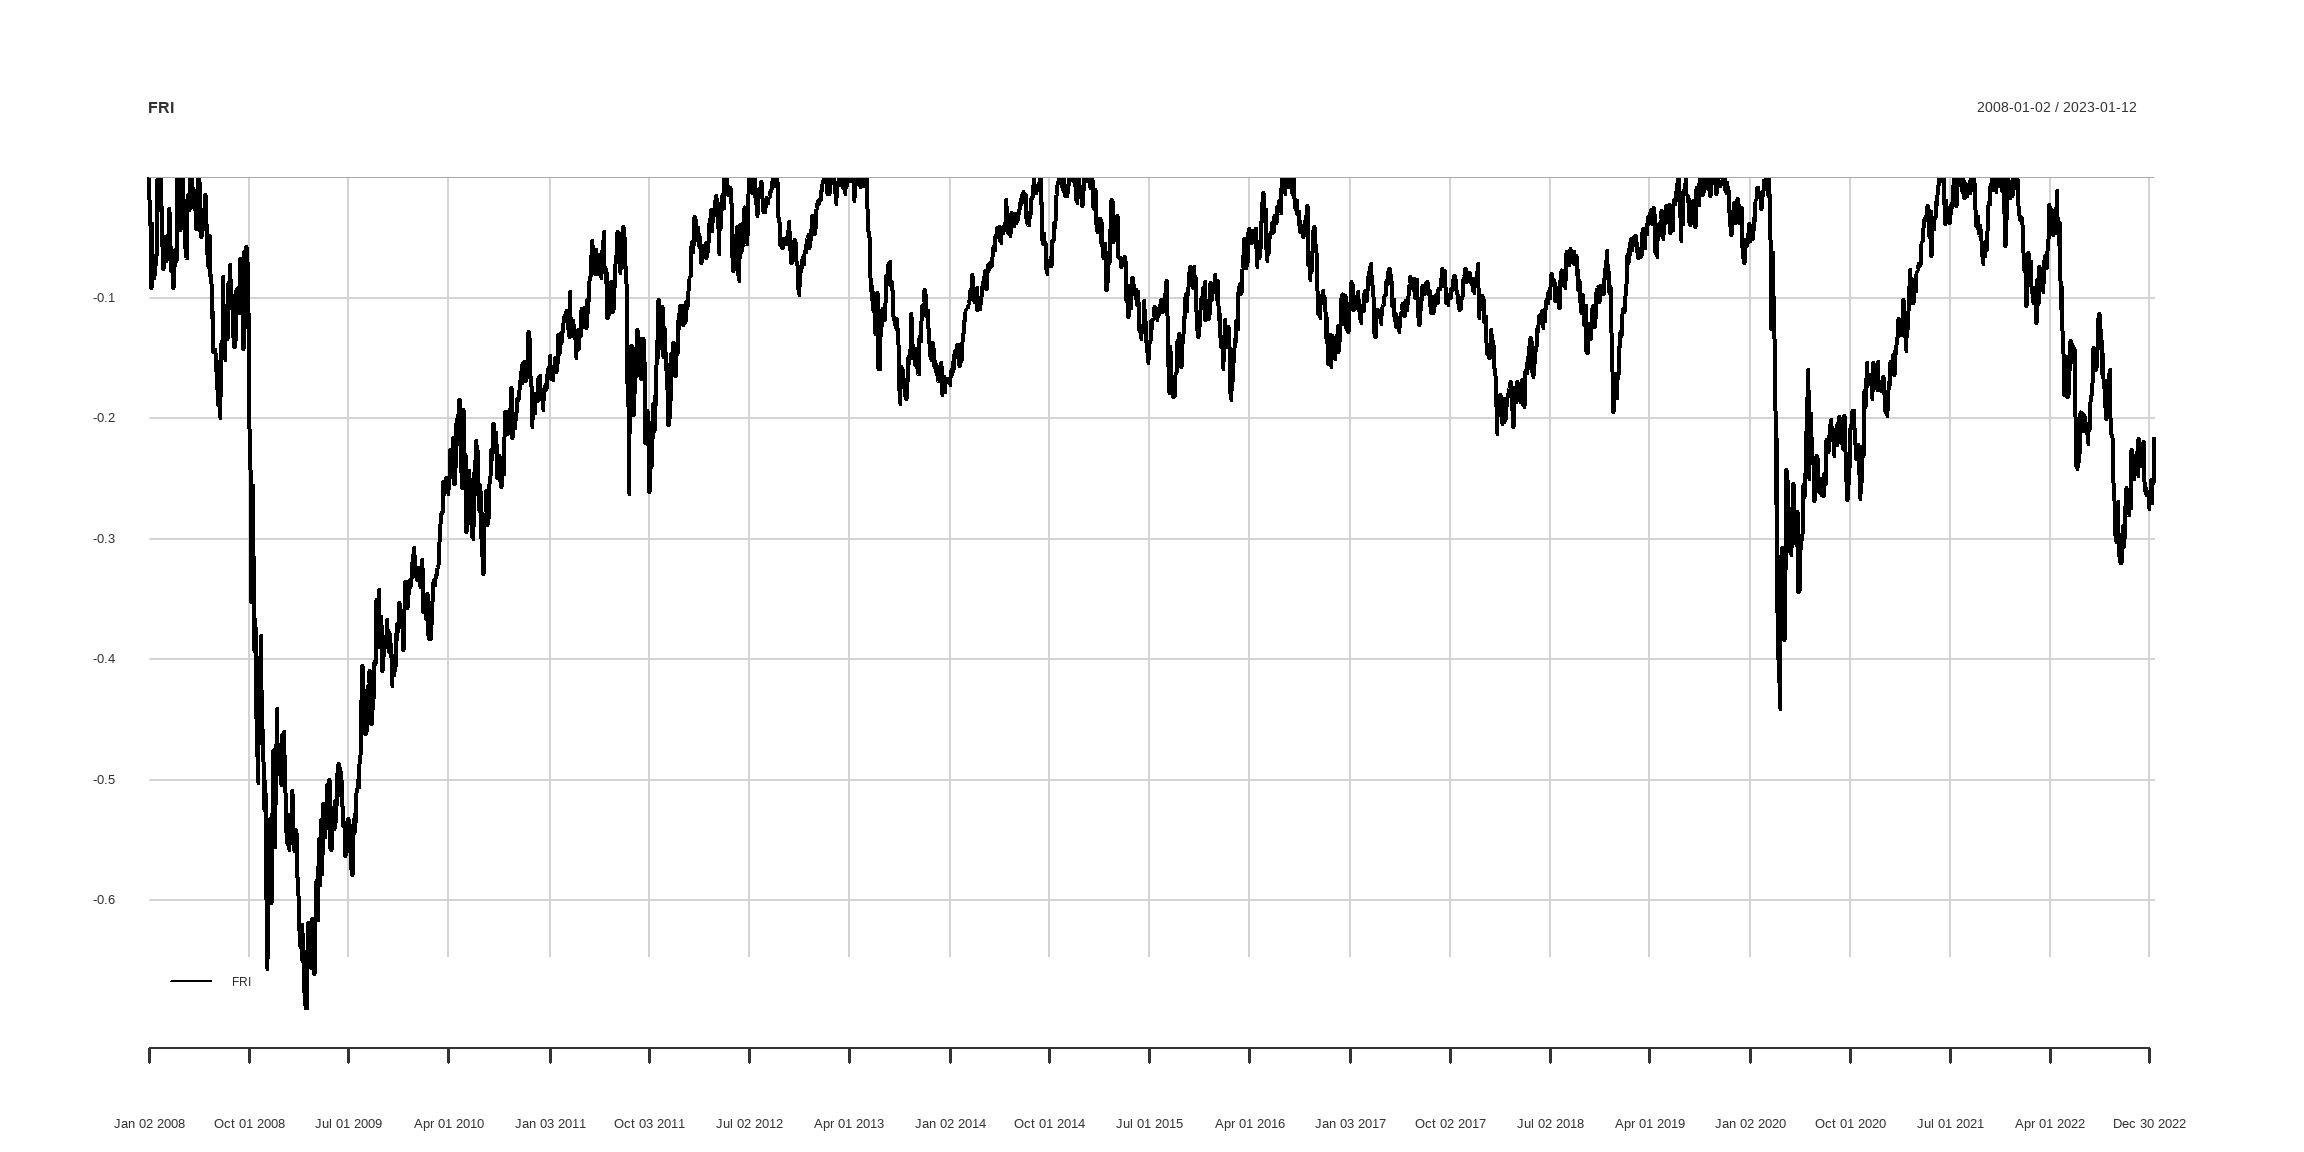 FRI
2008-01-02 / 2023-01-12
-0.1
-0.2
-0.3
-0.4
-0.5
-0.6
FRI
Jan 02 2008
Oct 01 2008
Jul 01 2009
Apr 01 2010
Jan 03 2011
Oct 03 2011
Jul 02 2012
Apr 01 2013
Jan 02 2014
Oct 01 2014
Jul 01 2015
Apr 01 2016
Jan 03 2017
Oct 02 2017
Jul 02 2018
Apr 01 2019
Jan 02 2020
Oct 01 2020
Jul 01 2021
Apr 01 2022
Dec 30 2022